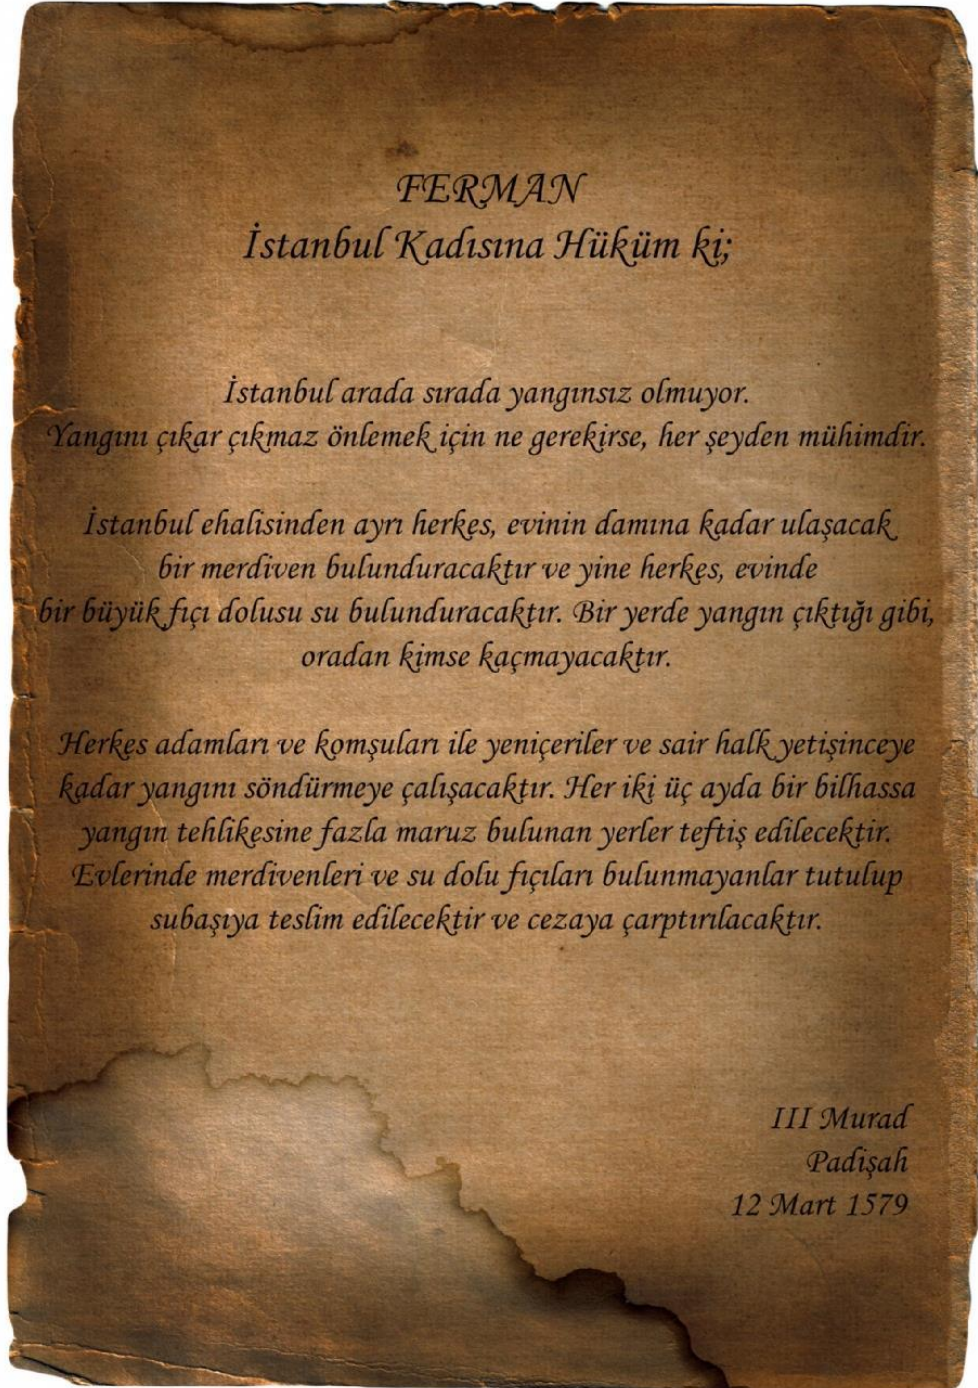 FERMAN
İstanbul Kadısına Hüküm ki;
İstanbul arada sırada yangınsız olmuyor.
Yangını çıkar çıkmaz önlemek için ne gerekirse, her şeyden mühimdir.
İstanbul ehalisinden ayrı herkes, evinin damına kadar ulaşacak
bir merdiven bulunduracaktır ve yine herkes, evinde
bir büyük fıçı dolusu su bulunduracaktır. Bir yerde yangın çıktığı gibi,
oradan kimse kaçmayacaktır.
Herkes adamları ve komşuları ile yeniçeriler ve sair halk yetişinceye
kadar yangını söndürmeye çalışacaktır. Her iki üç ayda bir bilhassa
yangın tehlikesine fazla maruz bulunan yerler teftiş edilecektir.
Evlerinde merdivenleri ve su dolu fıçıları bulunmayanlar tutulup
subaşıya teslim edilecektir ve cezaya çarptırılacaktır.
III Murad
Padişah
12 Mart 1579